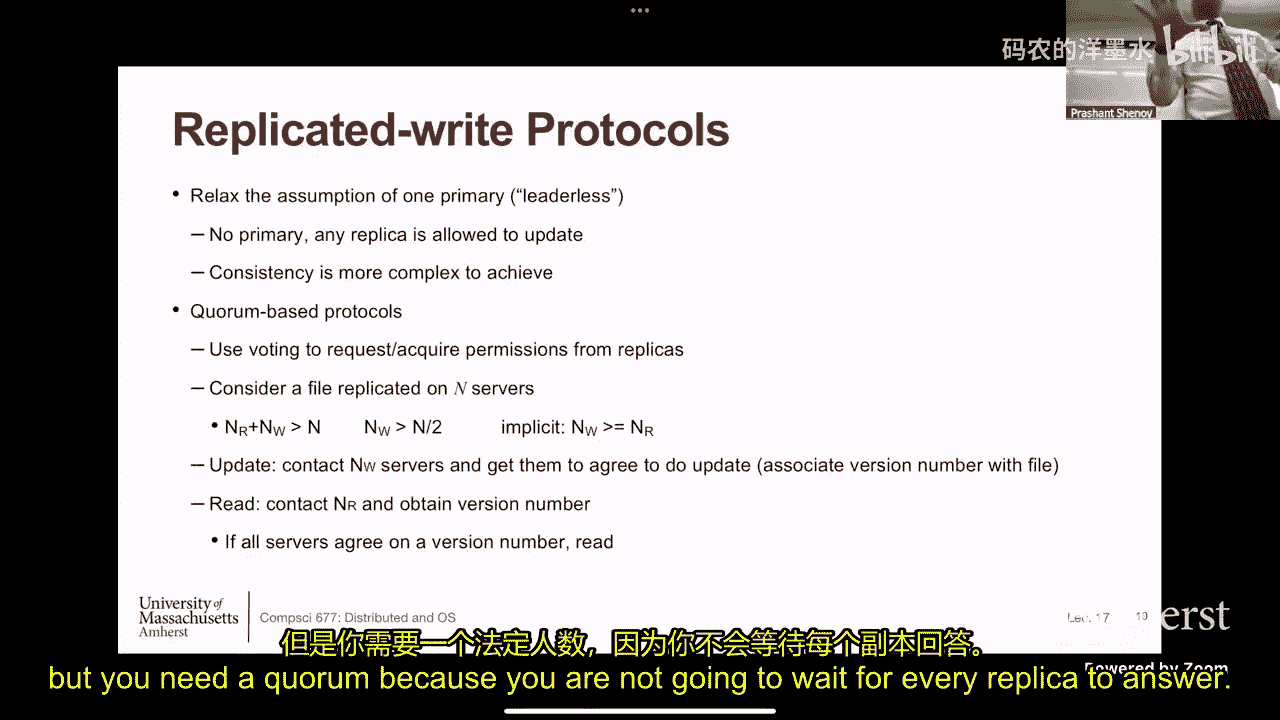 码农的洋墨水 bilibili
Prashant Shenoy
Replicated-write Protocols
• Relax the assumption of one primary (“leaderless”)
– No primary, any replica is allowed to update
– Consistency is more complex to achieve
• Quorum-based protocols
– Use voting to request/acquire permissions from replicas
– Consider a file replicated on N servers
• NR+NW > N NW > N/2 implicit: NW >= NR
– Update: contact NW servers and get them to agree to do update (associate version number with file)
– Read: contact NR and obtain version number
• If all servers agree on a version number, read
University of
Massachusetts
Amherst
Compsci 677: Distributed and OS
Lec. 17 10
但是你需要一个法定人数，因为你不会等待每个副本回答。
Powered by Zoom
but you need a quorum because you are not going to wait for every replica to answer.